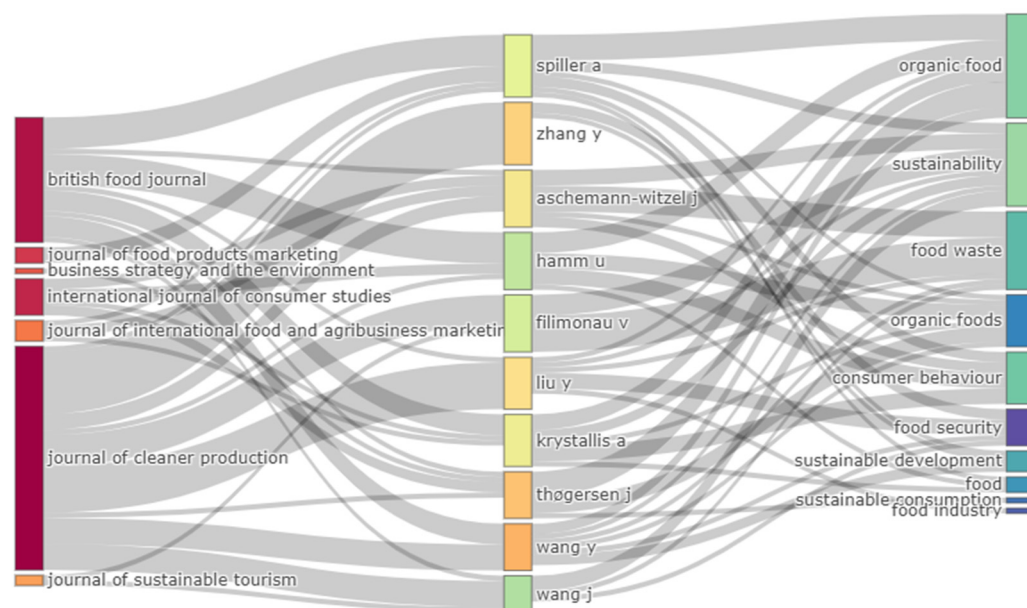 british food journal
journal of food products marketing
business strategy and the environment
international journal of consumer studies
journal of international food and agribusiness marketin
journal of cleaner production
journal of sustainable tourism
spiller a
zhang y
aschemann-witzel j
hamm u
filimonau v
liu y
krystallis a
thøgersen j
wang y
wang j
organic food
sustainability
food waste
organic foods
consumer behaviour
food security
sustainable development
food
sustainable consumption
food industry